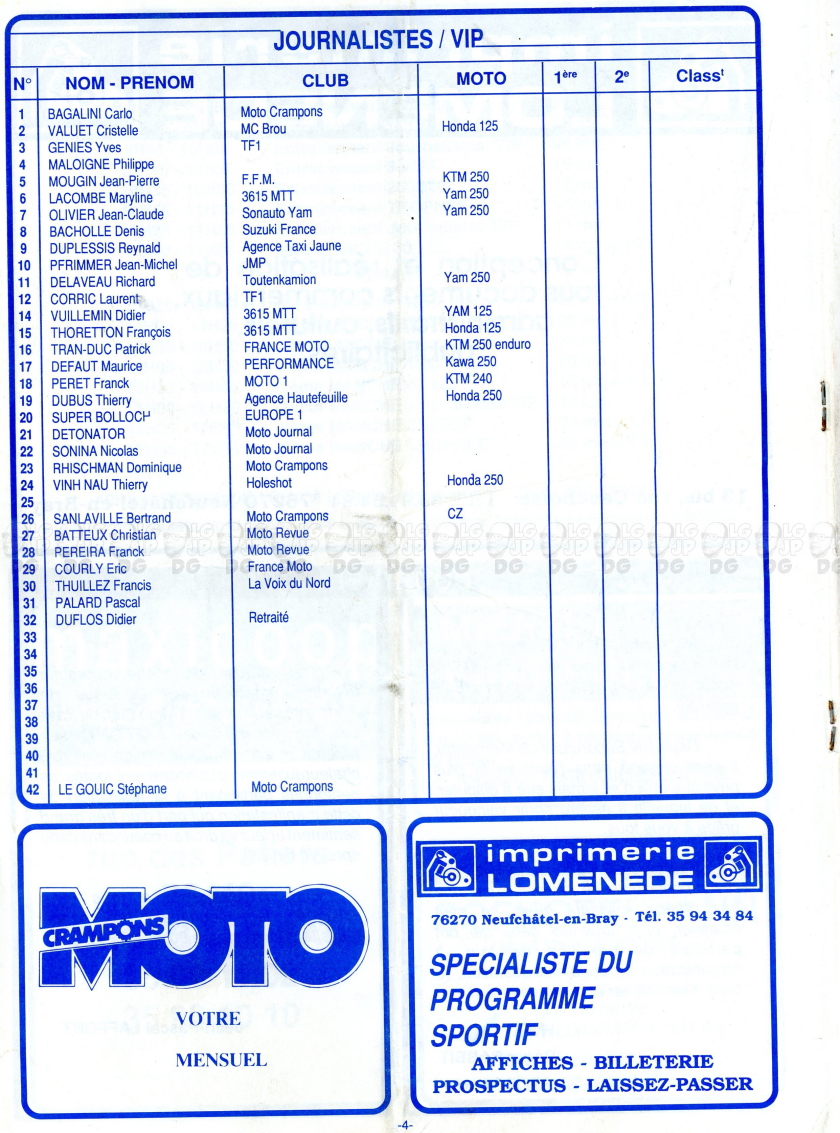 JOURNALISTES / VIP
N° NOM - PRENOM CLUB MOTO 1ère 2e Classt
1 BAGALINI Carlo Moto Crampons
2 VALUET Cristelle MC Brou Honda 125
3 GENIES Yves TF1
4 MALOIGNE Philippe
5 MOUGIN Jean-Pierre F.F.M. KTM 250
6 LACOMBE Maryline 3615 MTT Yam 250
7 OLIVIER Jean-Claude Sonauto Yam Yam 250
8 BACHOLLE Denis Suzuki France
9 DUPLESSIS Reynald Agence Taxi Jaune
10 PFRIMMER Jean-Michel JMP
11 DELAVEAU Richard Toutenkamion Yam 250
12 CORRIC Laurent TF1
14 VUILLEMIN Didier 3615 MTT YAM 125
15 THORETTON François 3615 MTT Honda 125
16 TRAN-DUC Patrick FRANCE MOTO KTM 250 enduro
17 DEFAUT Maurice PERFORMANCE Kawa 250
18 PERET Franck MOTO 1 KTM 240
19 DUBUS Thierry Agence Hautefeuille Honda 250
20 SUPER BOLLOCH EUROPE 1
21 DETONATOR Moto Journal
22 SONINA Nicolas Moto Journal
23 RHISCHMAN Dominique Moto Crampons
24 VINH NAU Thierry Holeshot Honda 250
25
26 SANLAVILLE Bertrand Moto Crampons CZ
27 BATTEUX Christian Moto Revue
28 PEREIRA Franck Moto Revue
29 COURLY Eric France Moto
30 THUILLEZ Francis La Voix du Nord
31 PALARD Pascal
32 DUFLOS Didier Retraité
33
34
35
36
37
38
39
40
41
42 LE GOUIC Stéphane Moto Crampons
MOTO
CRAMPONS
VOTRE
MENSUEL
imprimerie
LOMENEDE
76270 Neufchâtel-en-Bray - Tél. 35 94 34 84
SPECIALISTE DU
PROGRAMME
SPORTIF
AFFICHES - BILLETERIE
PROSPECTUS - LAISSEZ-PASSER
-4-